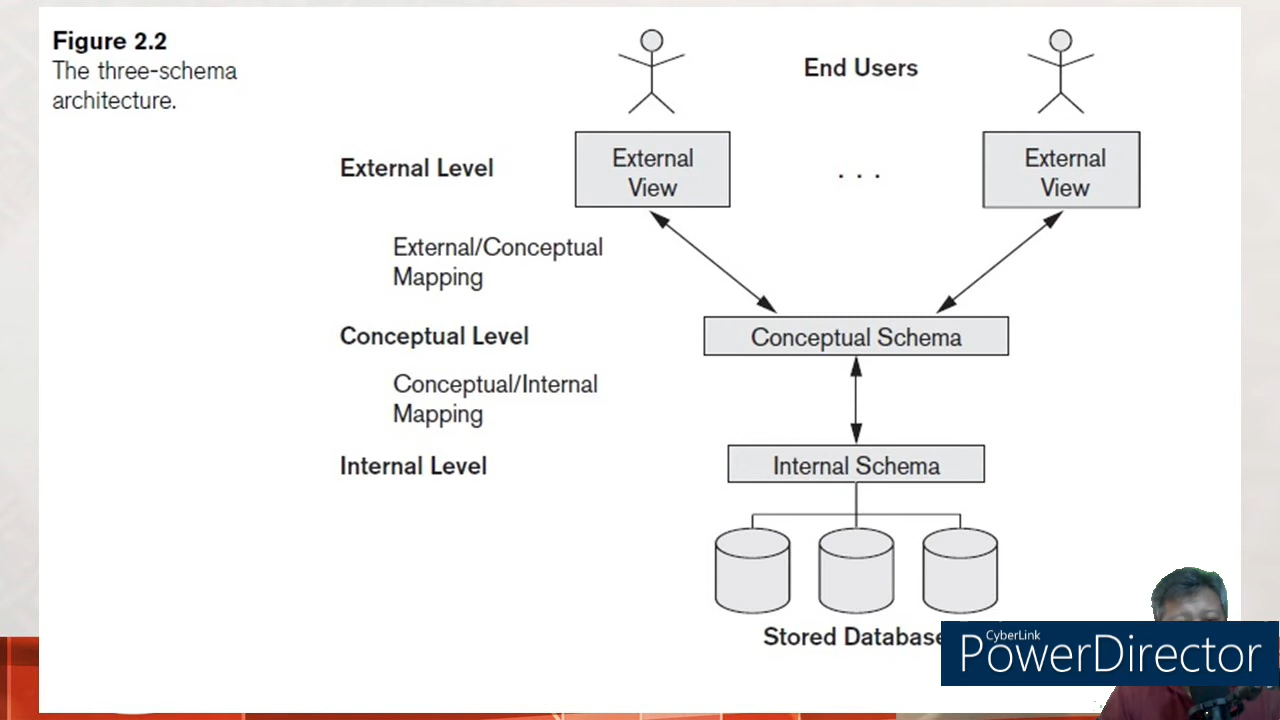 Figure 2.2
The three-schema
architecture.
End Users
External Level
External
View
. . .
External
View
External/Conceptual
Mapping
Conceptual Level
Conceptual Schema
Conceptual/Internal
Mapping
Internal Level
Internal Schema
Stored Database
CyberLink
PowerDirector